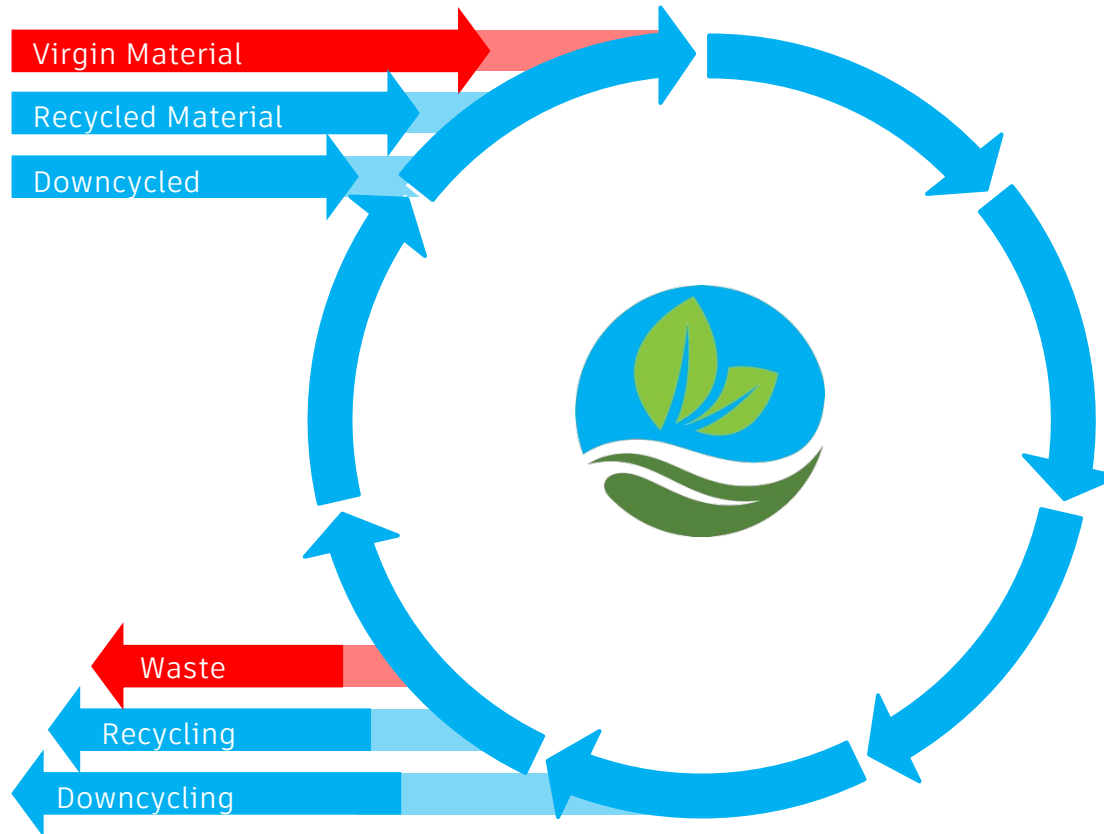 Virgin Material
Recycled Material
Downcycled
Waste
Recycling
Downcycling